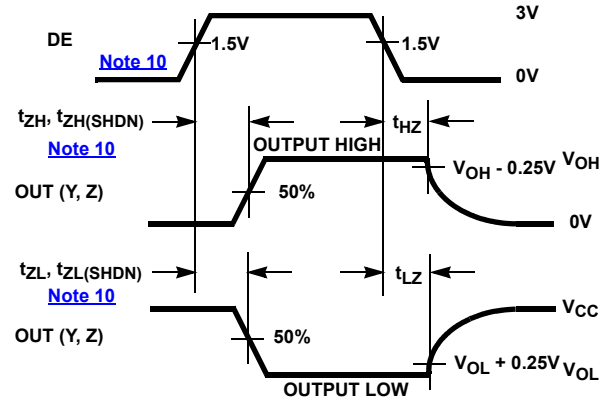 3V
DE
Note 10
1.5V
1.5V
0V
tZH, tZH(SHDN)
tHZ
Note 10
OUTPUT HIGH
VOH - 0.25V
VOH
OUT (Y, Z)
50%
0V
tZL, tZL(SHDN)
tLZ
Note 10
VCC
OUT (Y, Z)
50%
VOL + 0.25V
VOL
OUTPUT LOW